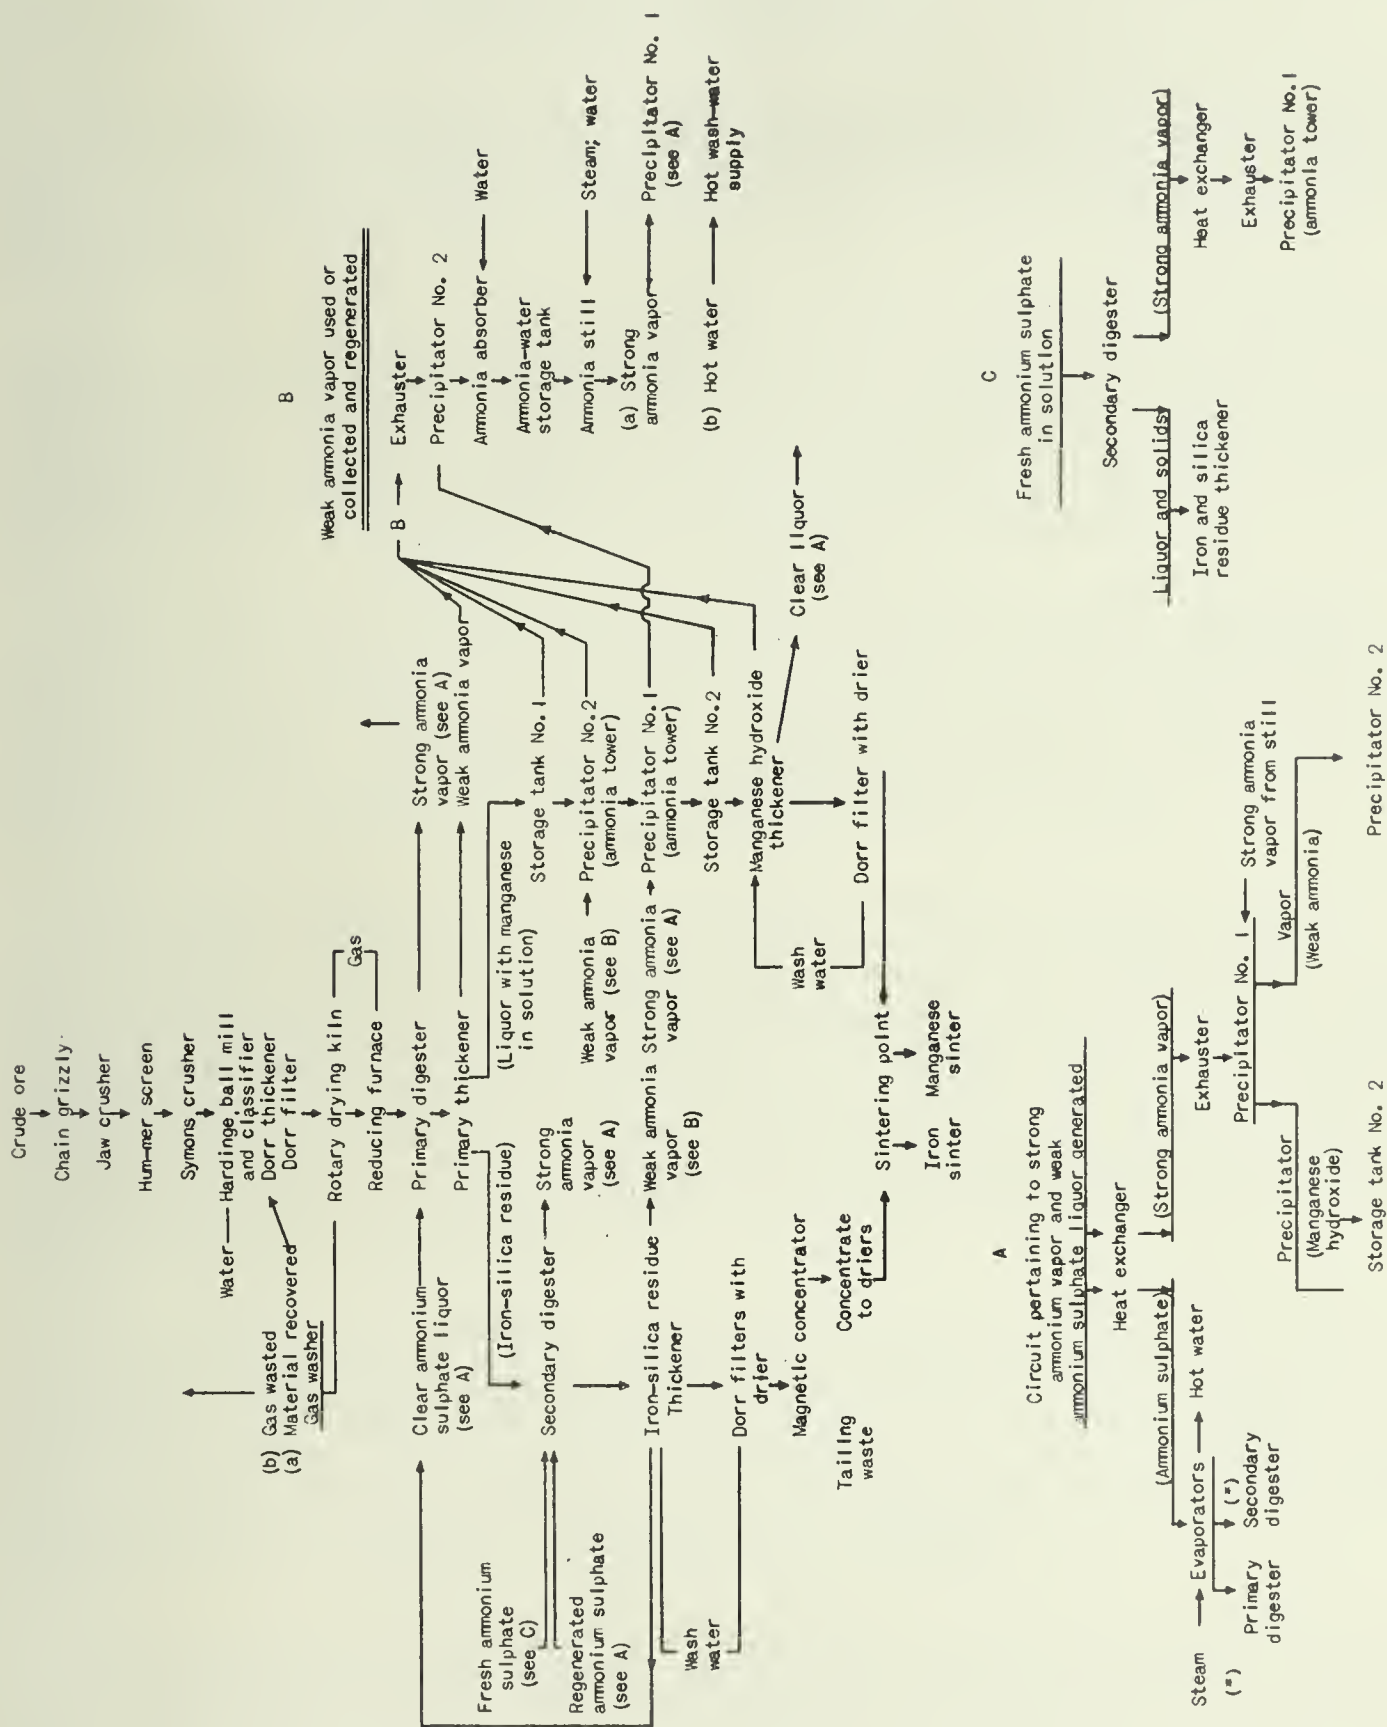 Crude ore
Chain grizzly
Jaw crusher
Hum-mer screen
Symons crusher
Water
Hardinge ball mill
and classifier
Dorr thickener
Dorr filter
(b) Gas wasted
(a) Material recovered
Gas washer
Rotary drying kiln
Gas
Reducing furnace
Clear ammonium
sulphate liquor
(see A)
Primary digester
Strong ammonia
vapor (see A)
Primary thickener
Weak ammonia vapor
(Iron-silica residue)
(Liquor with manganese
in solution)
Fresh ammonium
sulphate
(see C)
Regenerated
ammonium sulphate
(see A)
Secondary digester
Strong
ammonia
vapor
(see A)
Storage tank No. 1
Weak ammonia
vapor (see B)
Precipitator No. 2
(ammonia tower)
Iron-silica residue
Thickener
Weak ammonia
vapor
(see B)
Strong ammonia
vapor (see A)
Precipitator No. 1
(ammonia tower)
Storage tank No. 2
Wash
water
Dorr filters with
drier
Magnetic concentrator
Tailing
waste
Concentrate
to driers
Manganese hydroxide
thickener
Clear liquor
(see A)
Wash
water
Dorr filter with drier
Sintering point
Iron
sinter
Manganese
sinter
B
Weak ammonia vapor used or
collected and regenerated
B
Exhauster
Precipitator No. 2
Ammonia absorber
Water
Ammonia-water
storage tank
Ammonia still
Steam; water
(a) Strong
ammonia vapor
Precipitator No. 1
(see A)
(b) Hot water
Hot wash-water
supply
A
Circuit pertaining to strong
ammonium vapor and weak
ammonium sulphate liquor generated
Heat exchanger
(Ammonium sulphate)
(Strong ammonia vapor)
Steam
(*)
Evaporators
Hot water
Primary
digester
(*)
Secondary
digester
Exhauster
Precipitator No. 1
Strong ammonia
vapor from still
Precipitator
(Manganese
hydroxide)
Vapor
(Weak ammonia)
Storage tank No. 2
Precipitator No. 2
C
Fresh ammonium sulphate
in solution
Secondary digester
(Liquor and solids)
(Strong ammonia vapor)
Iron and silica
residue thickener
Heat exchanger
Exhauster
Precipitator No. 1
(ammonia tower)